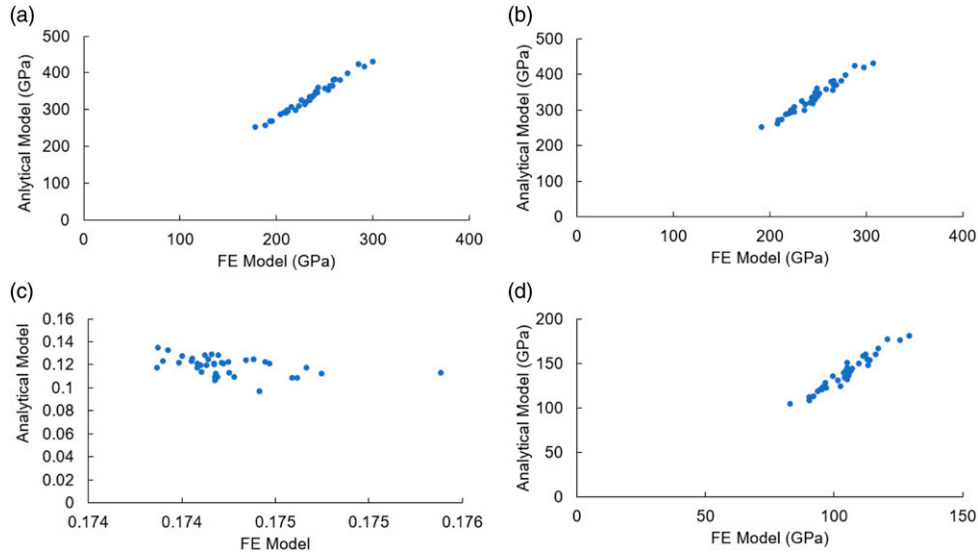 (a)
Anlytical Model (GPa)
500
400
300
200
100
0
0 100 200 300 400
FE Model (GPa)
(b)
Analytical Model (GPa)
500
400
300
200
100
0
0 100 200 300 400
FE Model (GPa)
(c)
Analytical Model
0.16
0.14
0.12
0.1
0.08
0.06
0.04
0.02
0
0.174 0.174 0.175 0.175 0.176
FE Model
(d)
Analytical Model (GPa)
200
150
100
50
0
0 50 100 150
FE Model (GPa)